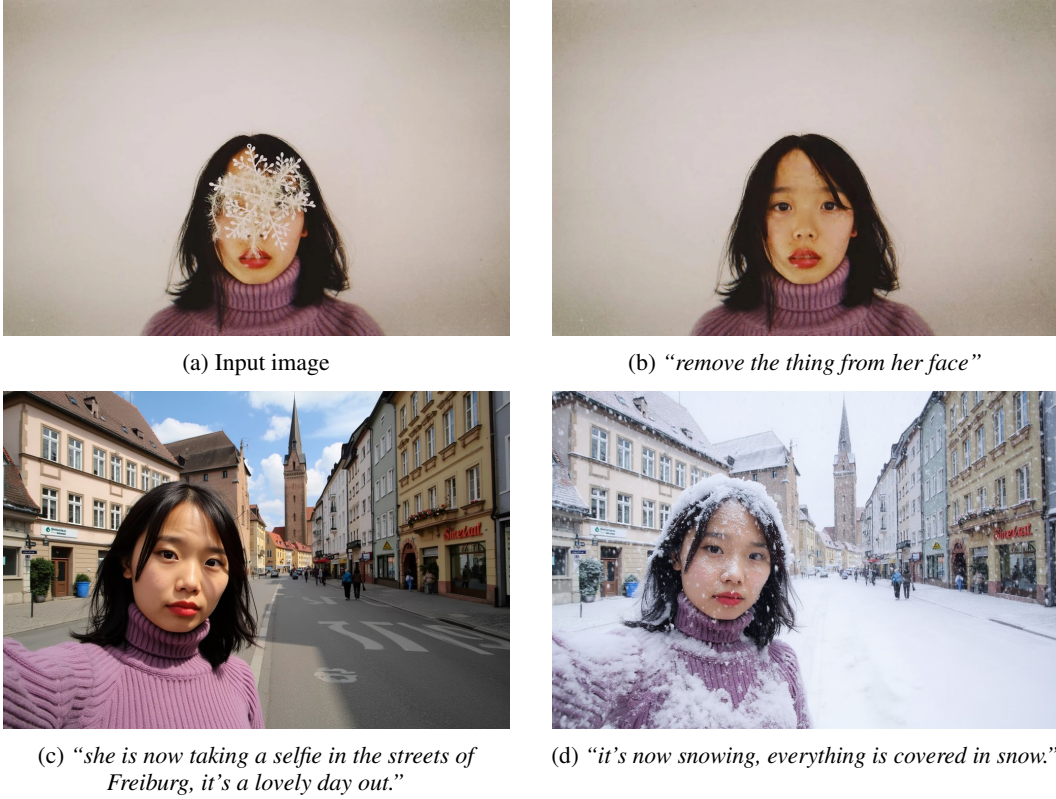 (a) Input image
(b) “remove the thing from her face”
(c) “she is now taking a selfie in the streets of
Freiburg, it’s a lovely day out.”
(d) “it’s now snowing, everything is covered in snow.”